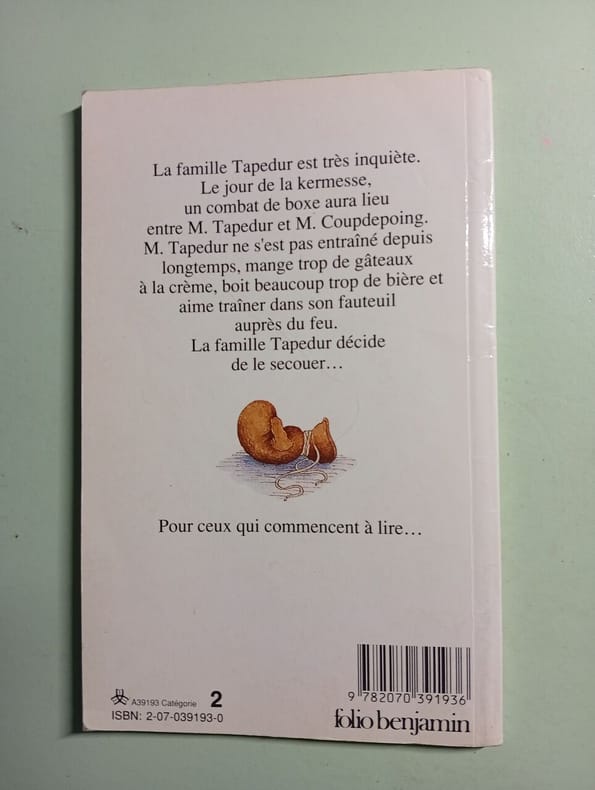 La famille Tapedur est très inquiète.
Le jour de la kermesse,
un combat de boxe aura lieu
entre M. Tapedur et M. Coupdepoing.
M. Tapedur ne s'est pas entraîné depuis
longtemps, mange trop de gâteaux
à la crème, boit beaucoup trop de bière et
aime traîner dans son fauteuil
auprès du feu.
La famille Tapedur décide
de le secouer…
Pour ceux qui commencent à lire…
A39193 Catégorie 2
ISBN: 2-07-039193-0
9 782070 391936
folio benjamin